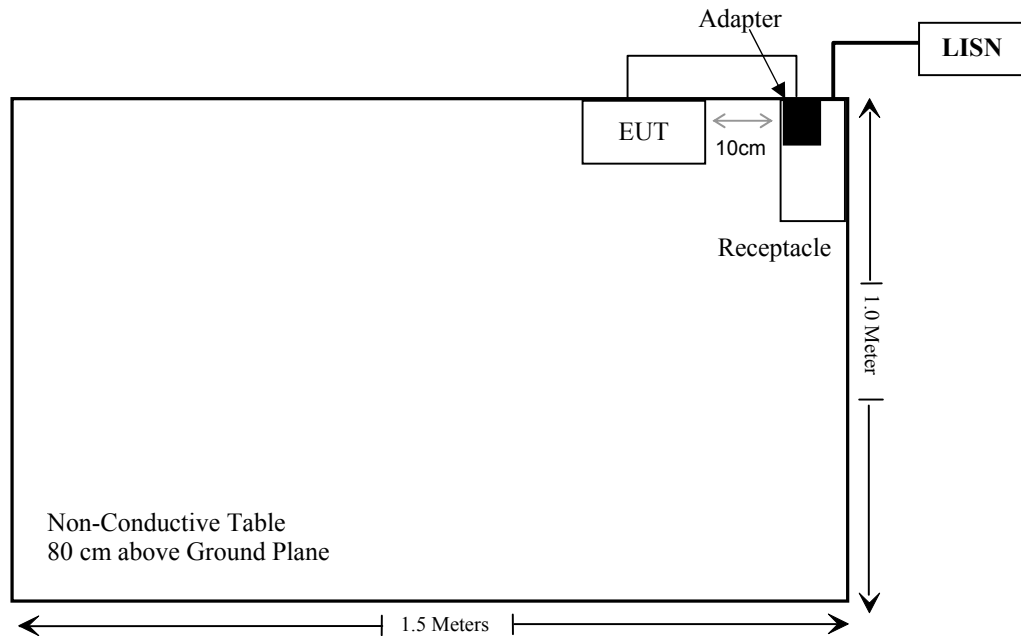 Adapter
LISN
EUT
10cm
Receptacle
1.0 Meter
Non-Conductive Table
80 cm above Ground Plane
1.5 Meters